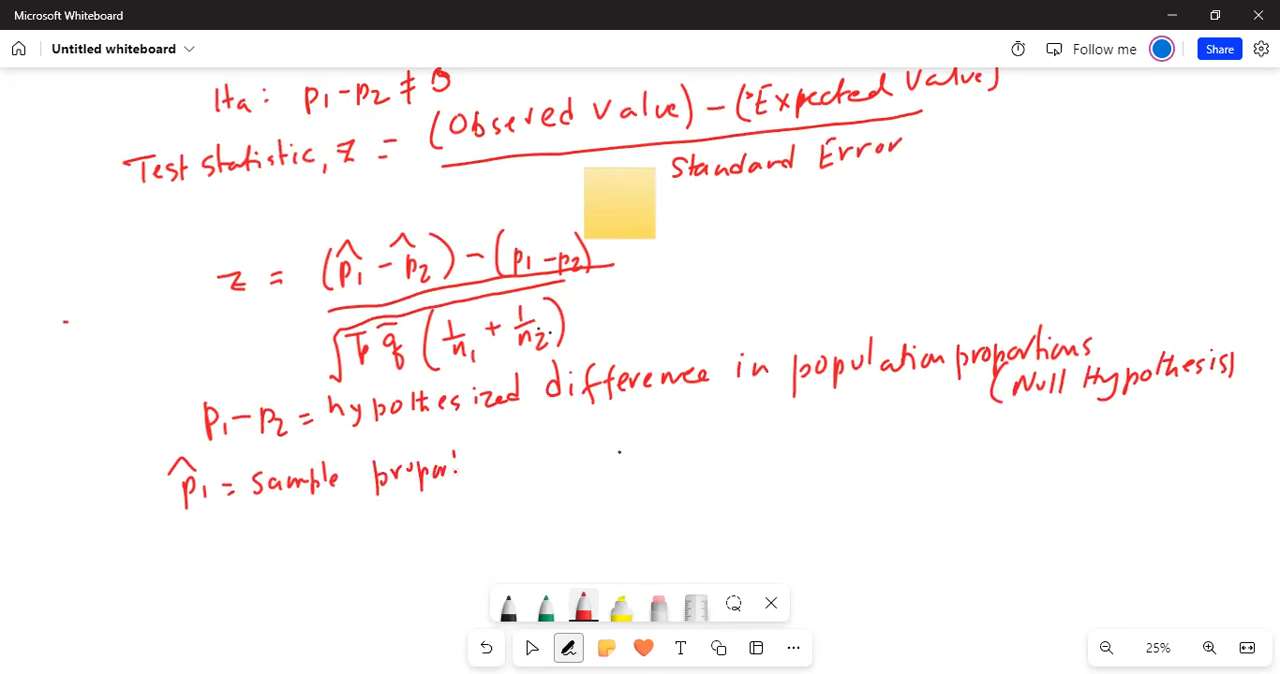 Microsoft Whiteboard
Untitled whiteboard
Follow me
Share
Ha: p1 - p2 ≠ 0
Test statistic, z = (Obsered value) - (Expected value)
Standard Error
z = (p̂1 - p̂2) - (p1 - p2)
√p̄ q̄ (1/n1 + 1/n2)
p1 - p2 = hypolthesized difference in population proportions
(Null Hypothesis)
p̂1 = sample propor
25%